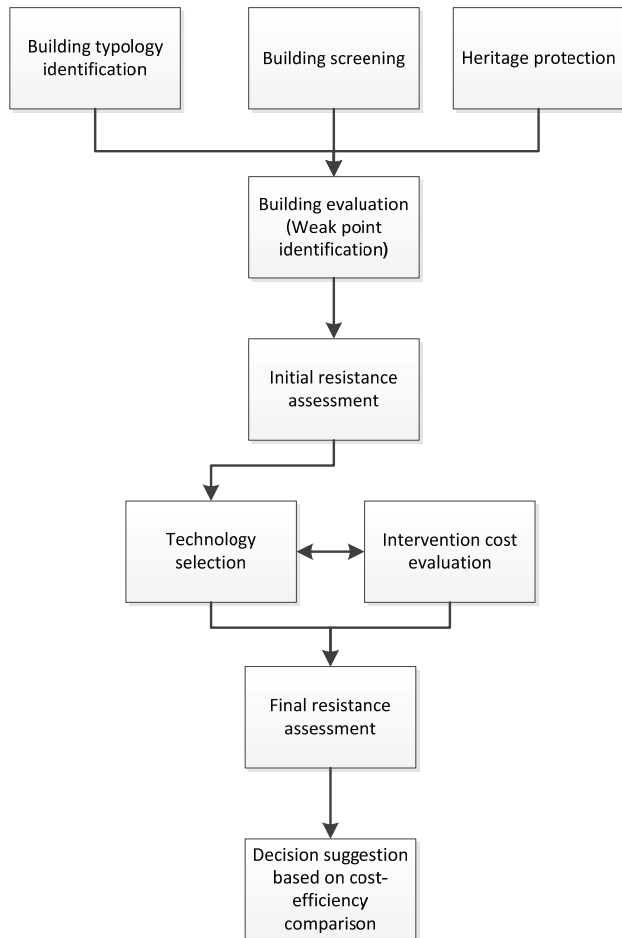 Building typology
identification
Building screening
Heritage protection
Building evaluation
(Weak point
identification)
Initial resistance
assessment
Technology
selection
Intervention cost
evaluation
Final resistance
assessment
Decision suggestion
based on cost-
efficiency
comparison